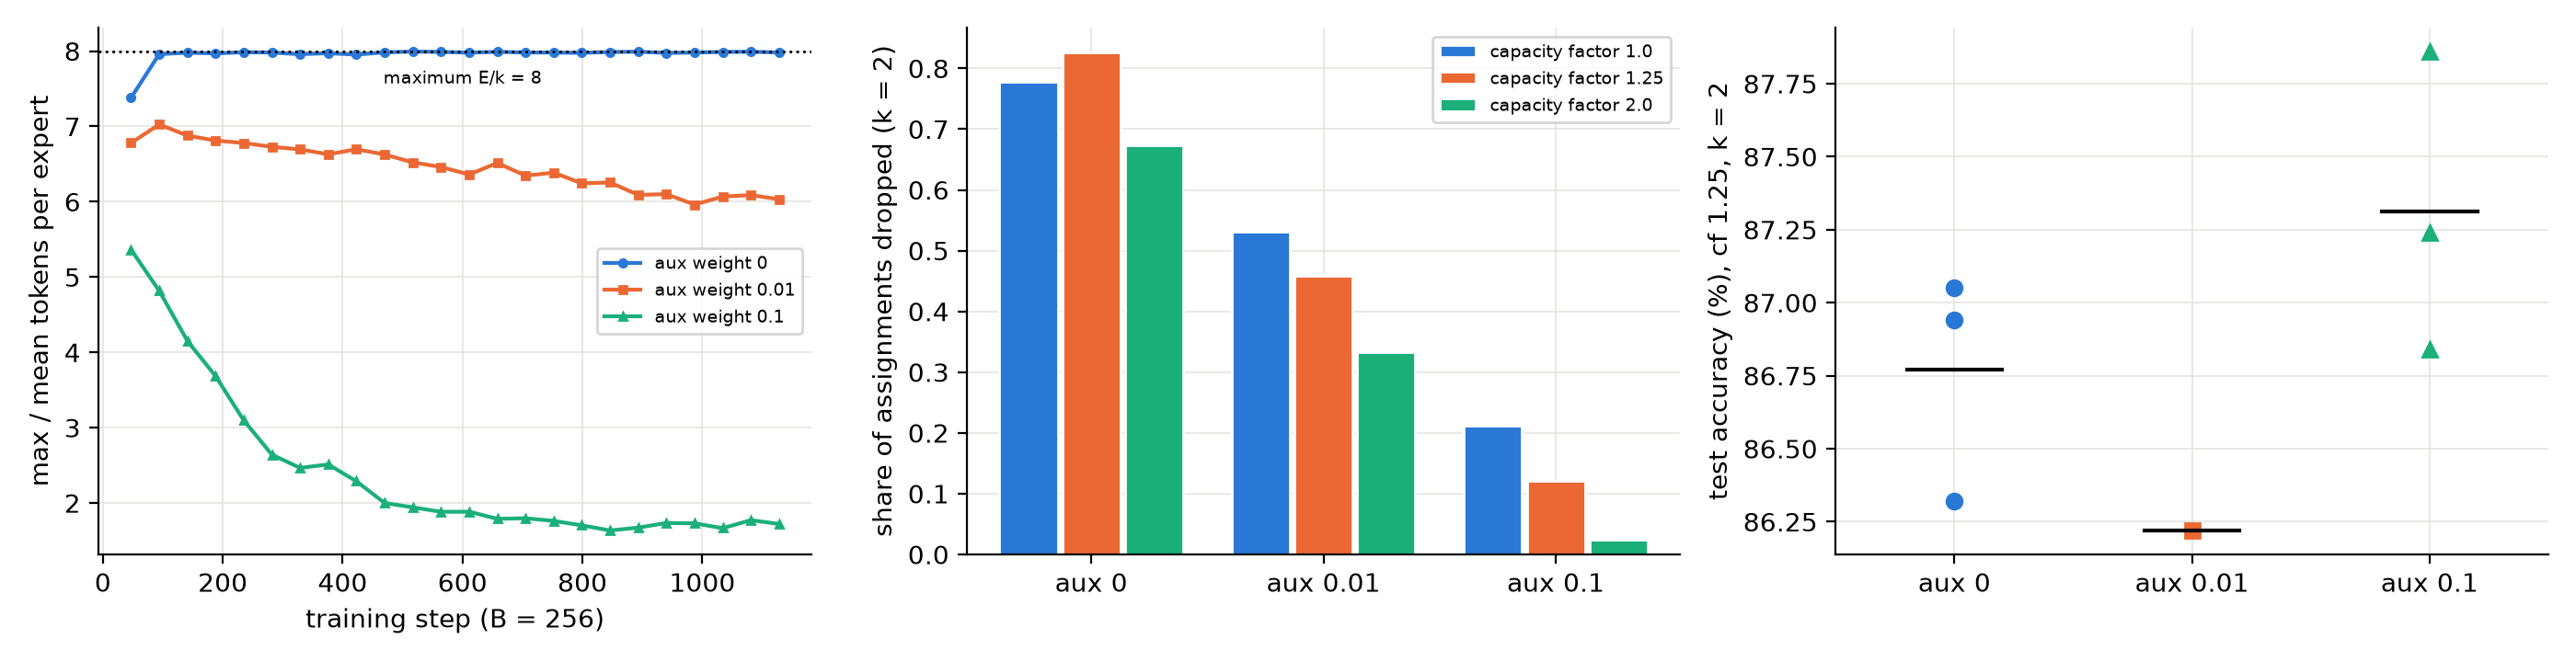 max / mean tokens per expert
8
7
6
5
4
3
2
maximum E/k = 8
aux weight 0
aux weight 0.01
aux weight 0.1
0 200 400 600 800 1000
training step (B = 256)
share of assignments dropped (k = 2)
0.8
0.7
0.6
0.5
0.4
0.3
0.2
0.1
0.0
capacity factor 1.0
capacity factor 1.25
capacity factor 2.0
aux 0 aux 0.01 aux 0.1
test accuracy (%), cf 1.25, k = 2
87.75
87.50
87.25
87.00
86.75
86.50
86.25
aux 0 aux 0.01 aux 0.1